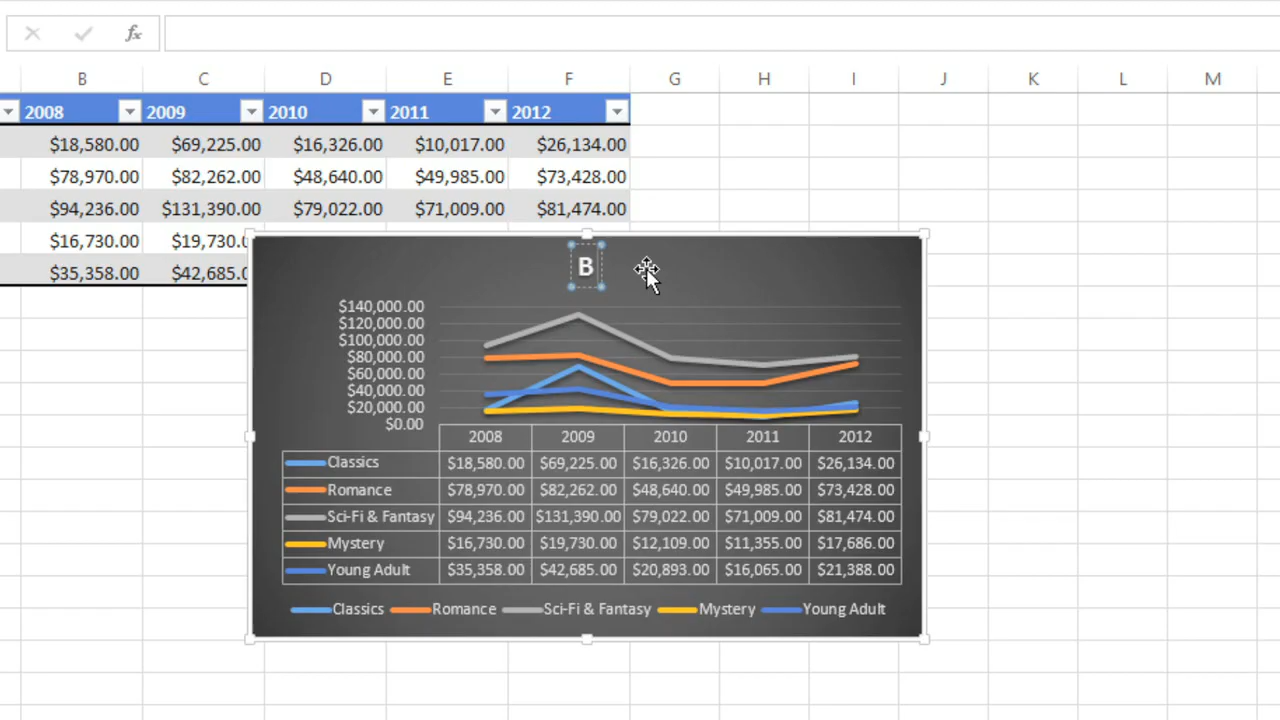 fx
B C D E F G H I J K L M
2008 2009 2010 2011 2012
$18,580.00 $69,225.00 $16,326.00 $10,017.00 $26,134.00
$78,970.00 $82,262.00 $48,640.00 $49,985.00 $73,428.00
$94,236.00 $131,390.00 $79,022.00 $71,009.00 $81,474.00
$16,730.00 $19,730.
$35,358.00 $42,685.0
B
$140,000.00
$120,000.00
$100,000.00
$80,000.00
$60,000.00
$40,000.00
$20,000.00
$0.00
2008 2009 2010 2011 2012
Classics $18,580.00 $69,225.00 $16,326.00 $10,017.00 $26,134.00
Romance $78,970.00 $82,262.00 $48,640.00 $49,985.00 $73,428.00
Sci-Fi & Fantasy $94,236.00 $131,390.00 $79,022.00 $71,009.00 $81,474.00
Mystery $16,730.00 $19,730.00 $12,109.00 $11,355.00 $17,686.00
Young Adult $35,358.00 $42,685.00 $20,893.00 $16,065.00 $21,388.00
Classics Romance Sci-Fi & Fantasy Mystery Young Adult